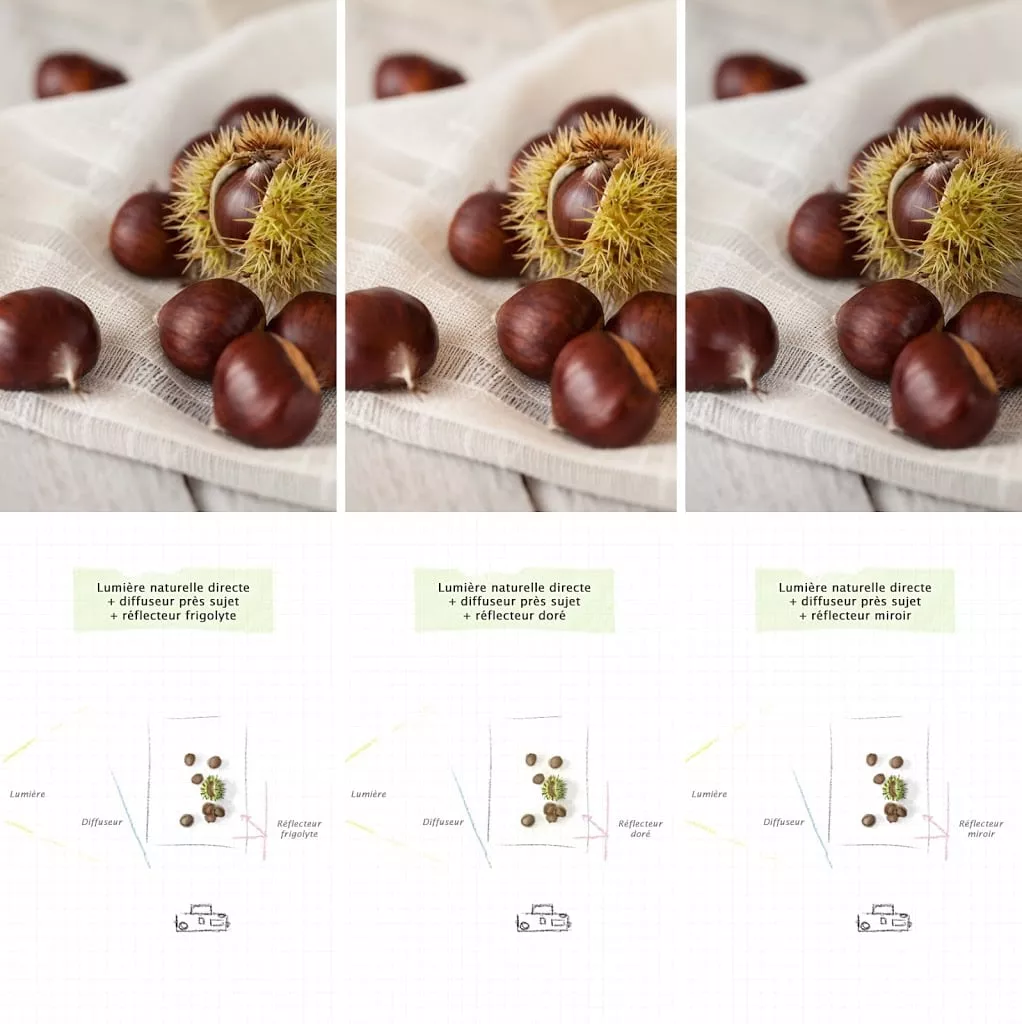 Lumière naturelle directe
+ diffuseur près sujet
+ réflecteur frigolyte
Lumière naturelle directe
+ diffuseur près sujet
+ réflecteur doré
Lumière naturelle directe
+ diffuseur près sujet
+ réflecteur miroir
Lumière
Diffuseur
Réflecteur
frigolyte
Lumière
Diffuseur
Réflecteur
doré
Lumière
Diffuseur
Réflecteur
miroir